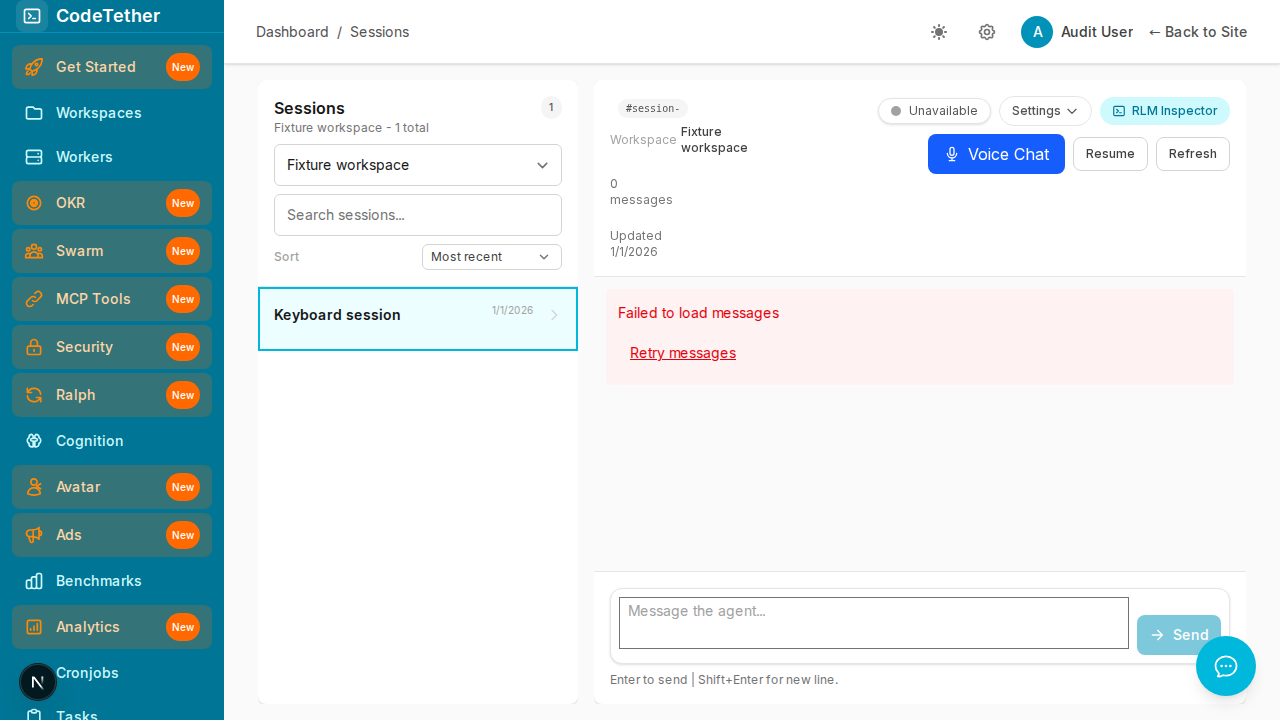 CodeTether
Get Started New
Workspaces
Workers
OKR New
Swarm New
MCP Tools New
Security New
Ralph New
Cognition
Avatar New
Ads New
Benchmarks
Analytics New
Cronjobs
Tasks
N
Dashboard / Sessions
A Audit User ← Back to Site
Sessions 1
Fixture workspace - 1 total
Fixture workspace
Search sessions...
Sort Most recent
Keyboard session 1/1/2026
#session-
Workspace Fixture
workspace
0
messages
Updated
1/1/2026
Unavailable Settings RLM Inspector
Voice Chat Resume Refresh
Failed to load messages
Retry messages
Message the agent...
Send
Enter to send | Shift+Enter for new line.